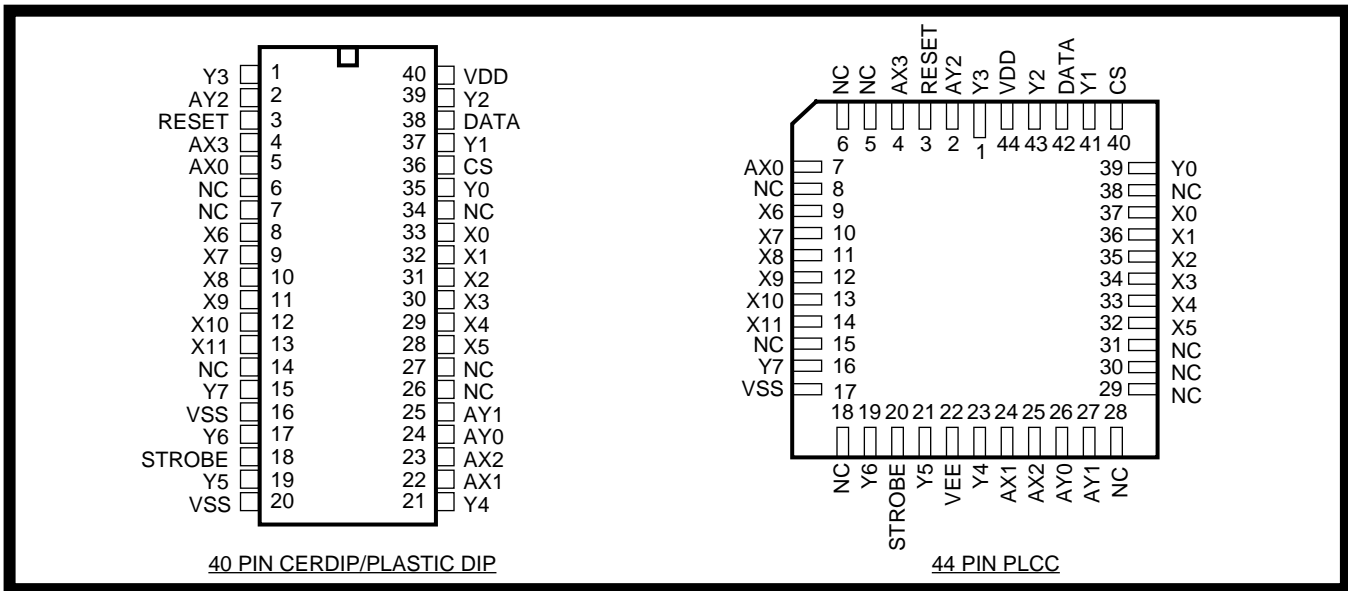 Y3 1 40 VDD
AY2 2 39 Y2
RESET 3 38 DATA
AX3 4 37 Y1
AX0 5 36 CS
NC 6 35 Y0
NC 7 34 NC
X6 8 33 X0
X7 9 32 X1
X8 10 31 X2
X9 11 30 X3
X10 12 29 X4
X11 13 28 X5
NC 14 27 NC
Y7 15 26 NC
VSS 16 25 AY1
Y6 17 24 AY0
STROBE 18 23 AX2
Y5 19 22 AX1
VSS 20 21 Y4
40 PIN CERDIP/PLASTIC DIP
NC NC AX3 RESET AY2 Y3 VDD Y2 DATA Y1 CS
6 5 4 3 2 1 44 43 42 41 40
AX0 7 39 Y0
NC 8 38 NC
X6 9 37 X0
X7 10 36 X1
X8 11 35 X2
X9 12 34 X3
X10 13 33 X4
X11 14 32 X5
NC 15 31 NC
Y7 16 30 NC
VSS 17 29 NC
18 19 20 21 22 23 24 25 26 27 28
NC Y6 STROBE Y5 VEE Y4 AX1 AX2 AY0 AY1 NC
44 PIN PLCC